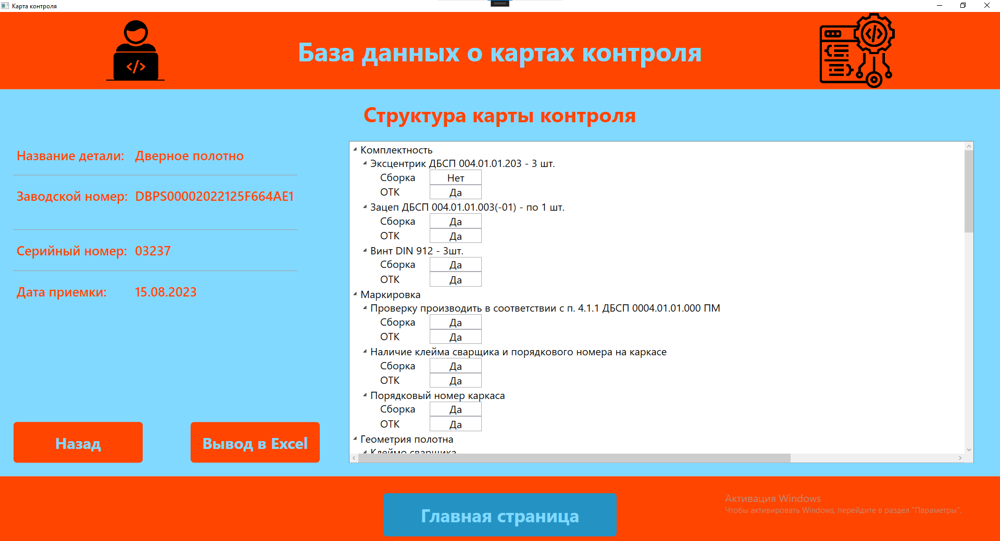 Карта контроля
База данных о картах контроля
Структура карты контроля
Название детали: Дверное полотно
Заводской номер: DBPS00002022125F664AE1
Серийный номер: 03237
Дата приемки: 15.08.2023
Назад
Вывод в Excel
Комплектность
Эксцентрик ДБСП 004.01.01.203 - 3 шт.
Сборка Нет
ОТК Да
Зацеп ДБСП 004.01.01.003(-01) - по 1 шт.
Сборка Да
ОТК Да
Винт DIN 912 - 3шт.
Сборка Да
ОТК Да
Маркировка
Проверку производить в соответствии с п. 4.1.1 ДБСП 0004.01.01.000 ПМ
Сборка Да
ОТК Да
Наличие клейма сварщика и порядкового номера на каркасе
Сборка Да
ОТК Да
Порядковый номер каркаса
Сборка Да
ОТК Да
Геометрия полотна
Клеймо сварщика
Главная страница
Активация Windows
Чтобы активировать Windows, перейдите в раздел "Параметры".